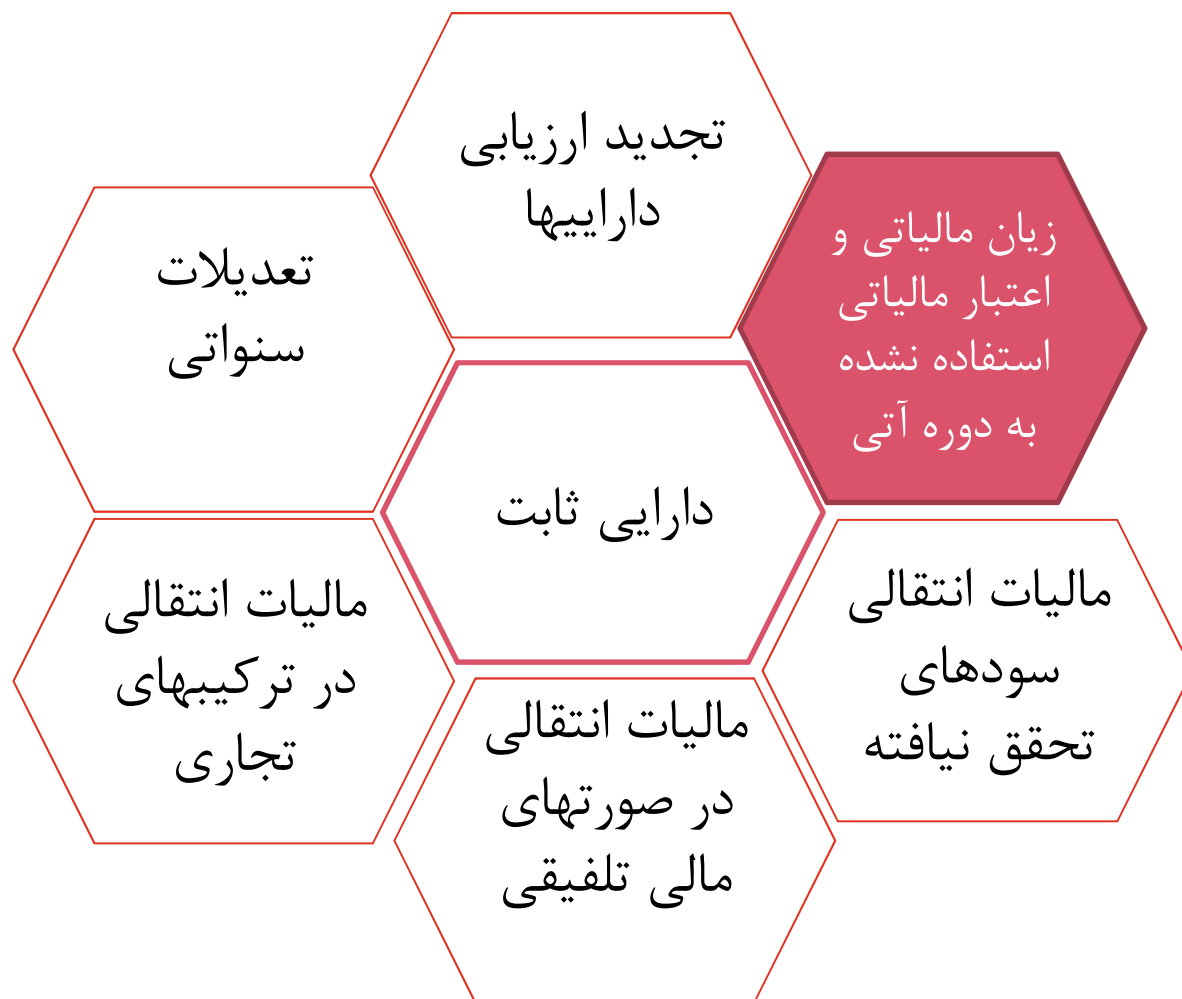 تجدید ارزیابی
داراییها
زیان مالیاتی و
اعتبار مالیاتی
استفاده نشده
به دوره آتی
تعدیلات
سنواتی
دارایی ثابت
مالیات انتقالی
سودهای
تحقق نیافته
مالیات انتقالی
در ترکیبهای
تجاری
مالیات انتقالی
در صورتهای
مالی تلفیقی